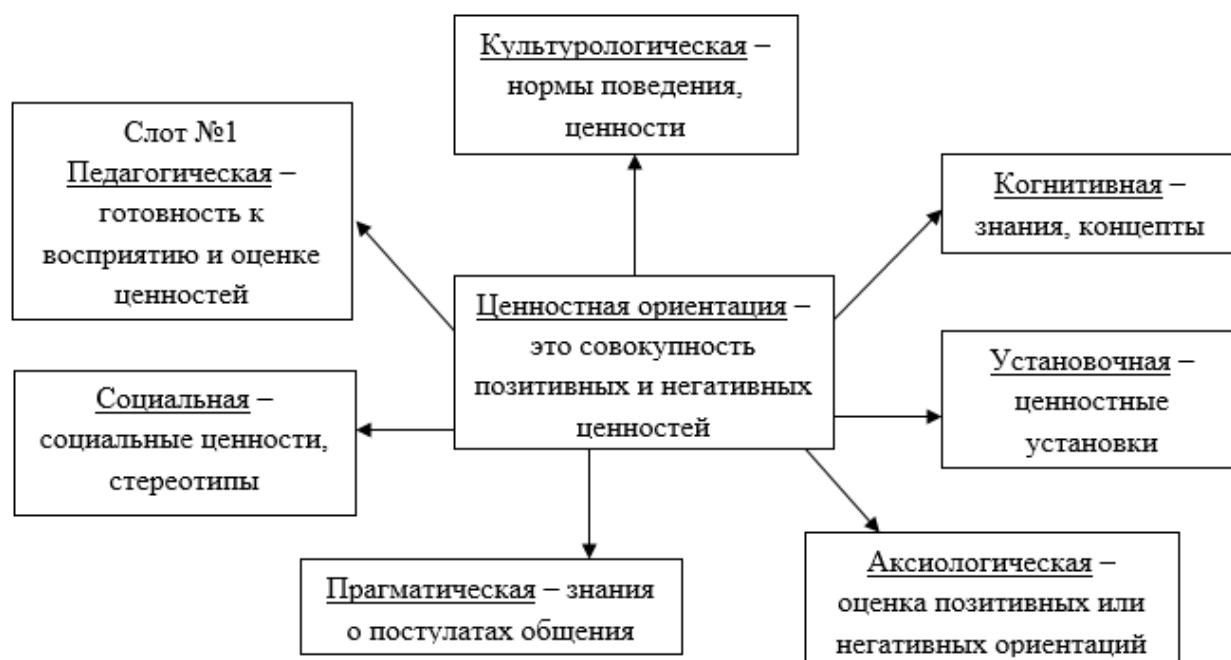 Культурологическая –
нормы поведения,
ценности
Слот №1
Педагогическая –
готовность к
восприятию и оценке
ценностей
Когнитивная –
знания, концепты
Ценностная ориентация –
это совокупность
позитивных и негативных
ценностей
Установочная –
ценностные
установки
Социальная –
социальные ценности,
стереотипы
Прагматическая – знания
о постулатах общения
Аксиологическая –
оценка позитивных или
негативных ориентаций